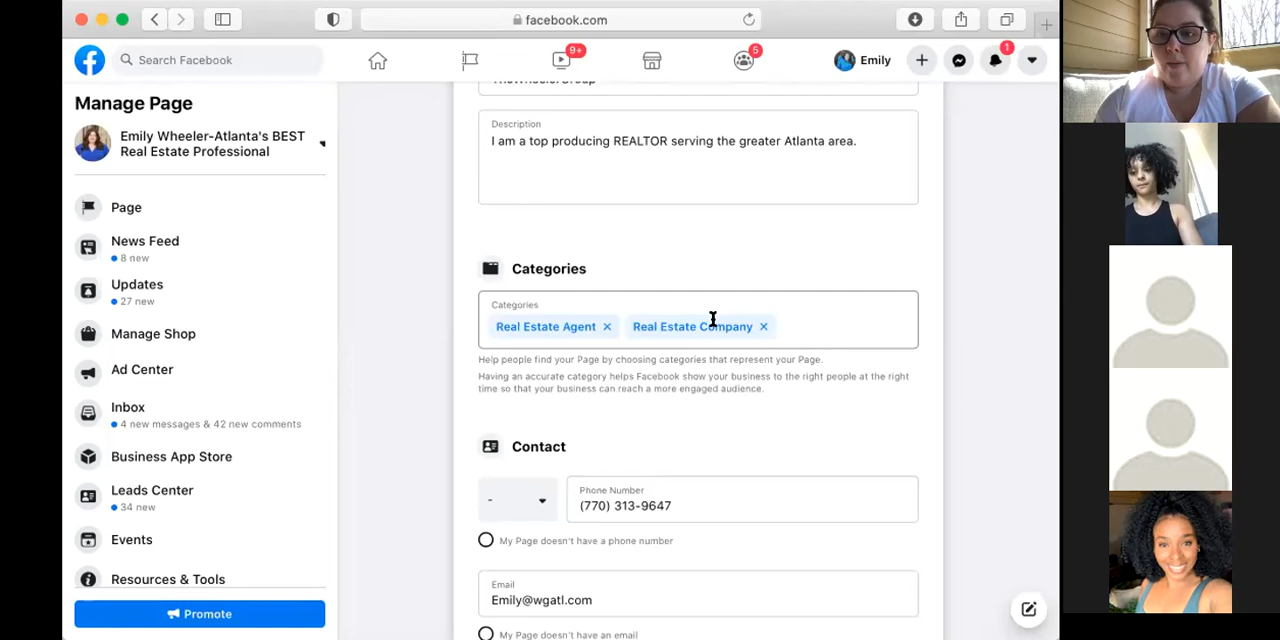 facebook.com
Search Facebook
9+
5
Emily
1
Manage Page
Emily Wheeler-Atlanta's BEST
Real Estate Professional
Page
News Feed
8 new
Updates
27 new
Manage Shop
Ad Center
Inbox
4 new messages & 42 new comments
Business App Store
Leads Center
34 new
Events
Resources & Tools
Promote
Description
I am a top producing REALTOR serving the greater Atlanta area.
Categories
Categories
Real Estate Agent × Real Estate Company ×
Help people find your Page by choosing categories that represent your Page.
Having an accurate category helps Facebook show your business to the right people at the right
time so that your business can reach a more engaged audience.
Contact
-
Phone Number
(770) 313-9647
My Page doesn't have a phone number
Email
Emily@wgatl.com
My Page doesn't have an email